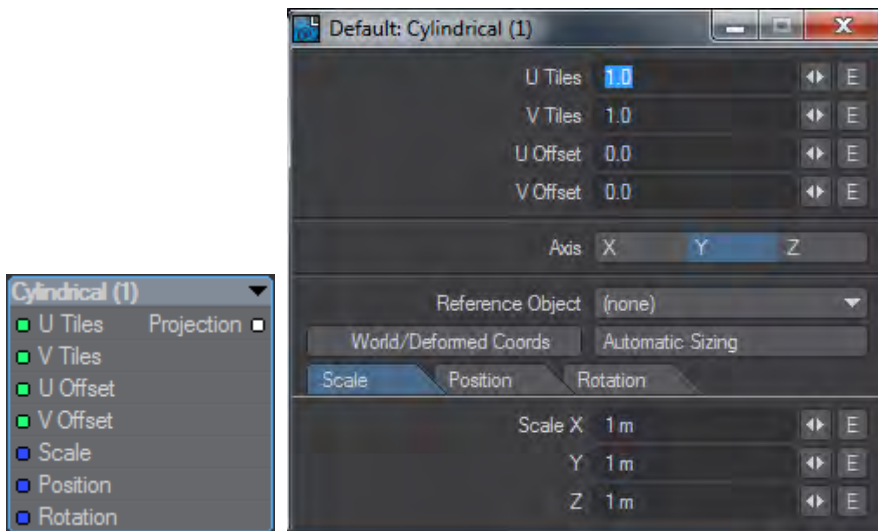 Cylindrical (1)
U Tiles Projection
V Tiles
U Offset
V Offset
Scale
Position
Rotation
Default: Cylindrical (1)
U Tiles 1.0 E
V Tiles 1.0 E
U Offset 0.0 E
V Offset 0.0 E
Axis X Y Z
Reference Object (none)
World/Deformed Coords Automatic Sizing
Scale Position Rotation
Scale X 1 m E
Y 1 m E
Z 1 m E